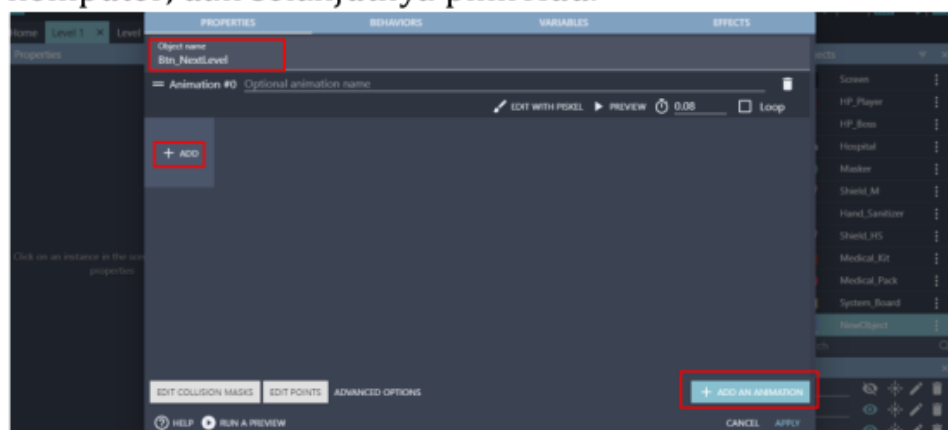 PROPERTIES BEHAVIORS VARIABLES EFFECTS
Home Level 1 × Level
Object name
Properties
Btn_NextLevel
Animation #0 Optional animation name
Screen
EDIT WITH PISKEL PREVIEW 0.08 Loop
HP_Player
HP_Boss
+ ADD
Hospital
Masker
Shield_M
Hand_Sanitizer
Shield_HS
Click on an instance in the
properties
Medical_Kit
Medical_Pack
System_Board
NewObject
EDIT COLLISION MASKS EDIT POINTS ADVANCED OPTIONS + ADD AN ANIMATION
HELP RUN A PREVIEW CANCEL APPLY